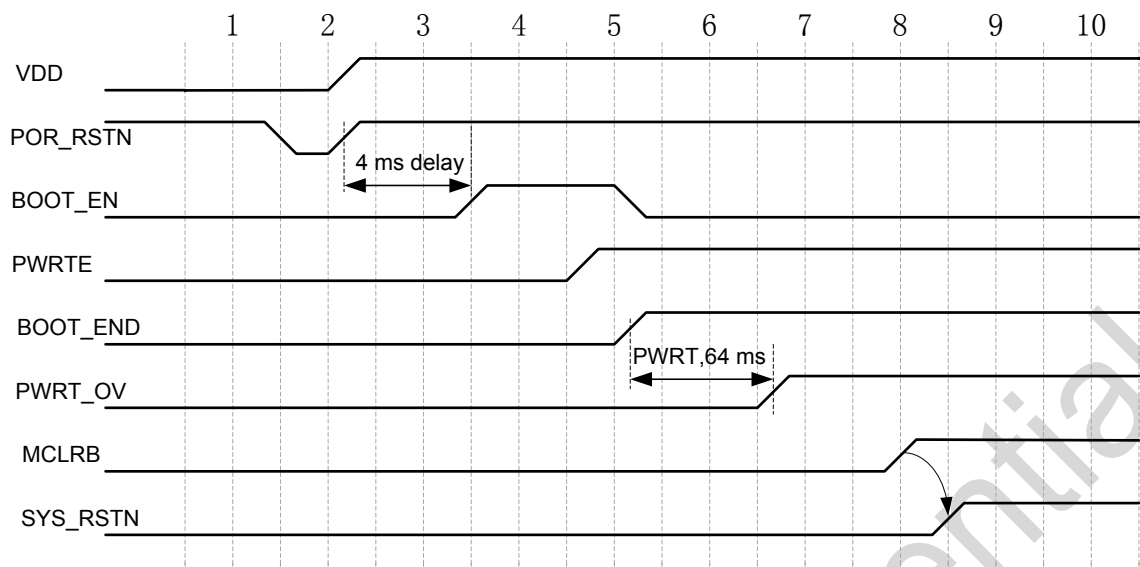 1 2 3 4 5 6 7 8 9 10
VDD
POR_RSTN
4 ms delay
BOOT_EN
PWRTE
BOOT_END
PWRT,64 ms
PWRT_OV
MCLRB
SYS_RSTN
ential